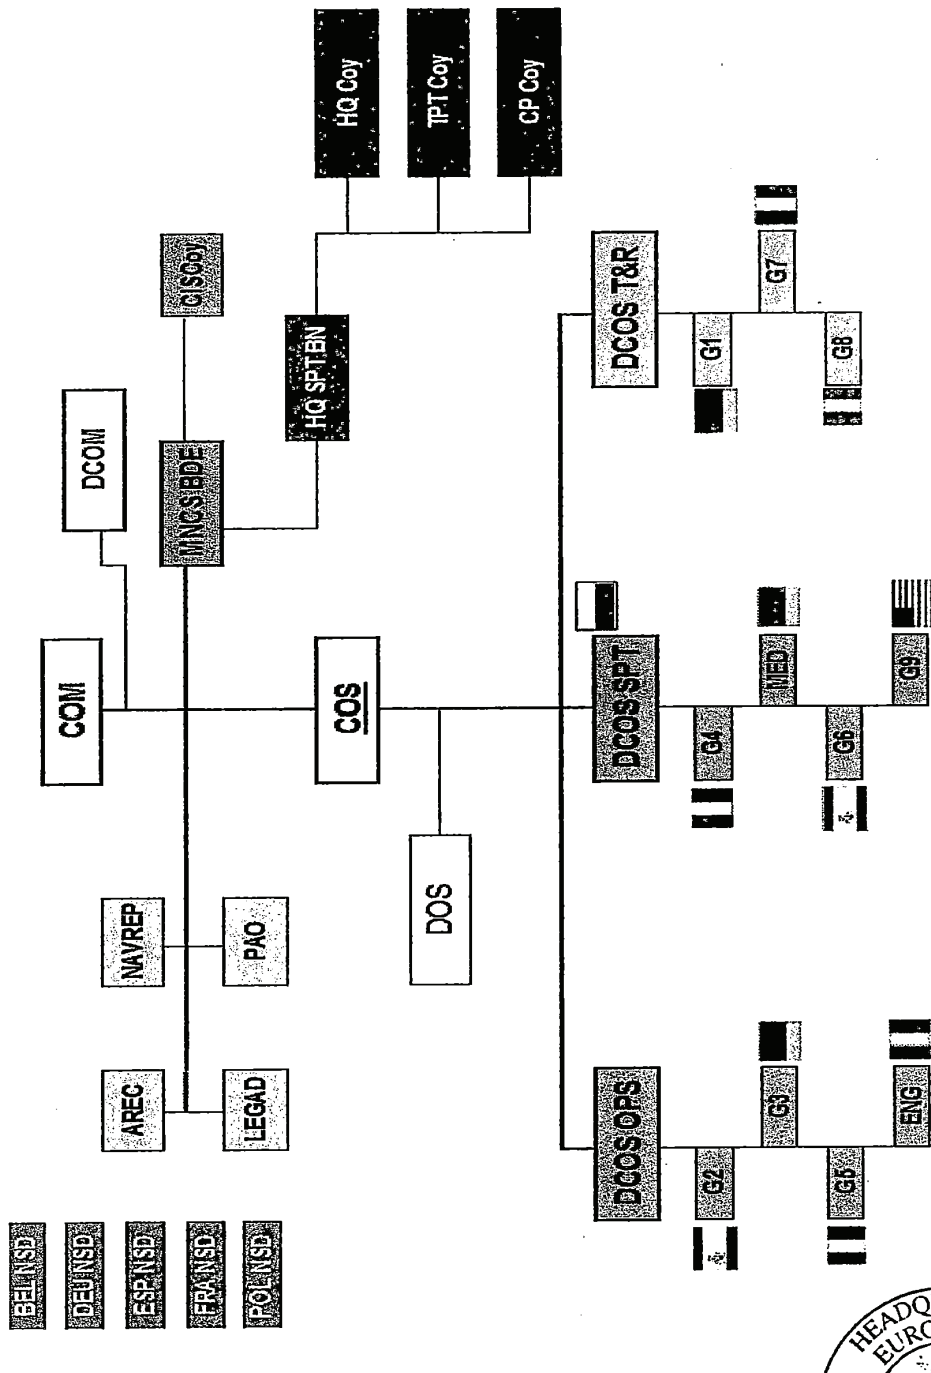 BEL NSD
DEU NSD
ESP NSD
FRA NSD
POL NSD
COM
DCOM
AREC
NAVREP
LEGAD
PAO
MNCS BDE
CIS Coy
HQ SPT BN
HQ Coy
TPT Coy
CP Coy
COS
DOS
DCOS OPS
DCOS SPT
DCOS T&R
G2
G3
G5
ENG
G4
MED
G6
G9
G1
G7
G8
HEADQ
EURO